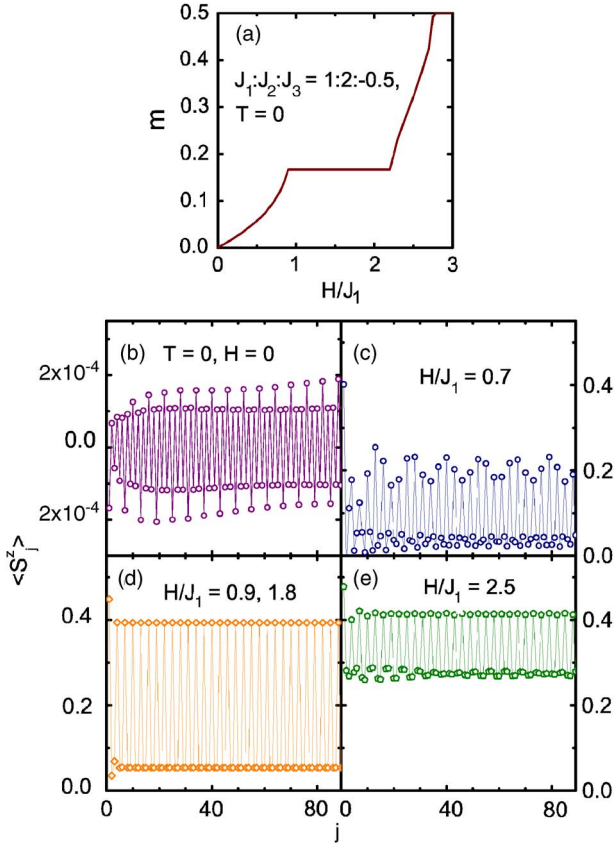 0.5
(a)
0.4
J₁:J₂:J₃ = 1:2:-0.5,
T = 0
0.3
m
0.2
0.1
0.0
0 1 2 3
H/J₁
(b) T = 0, H = 0
2x10⁻⁴
0.0
2x10⁻⁴
(c)
H/J₁ = 0.7
0.4
0.2
0.0
<Sᶻⱼ>
(d) H/J₁ = 0.9, 1.8
0.4
0.2
0.0
(e) H/J₁ = 2.5
0.4
0.2
0.0
0 40 80
0 40 80
j